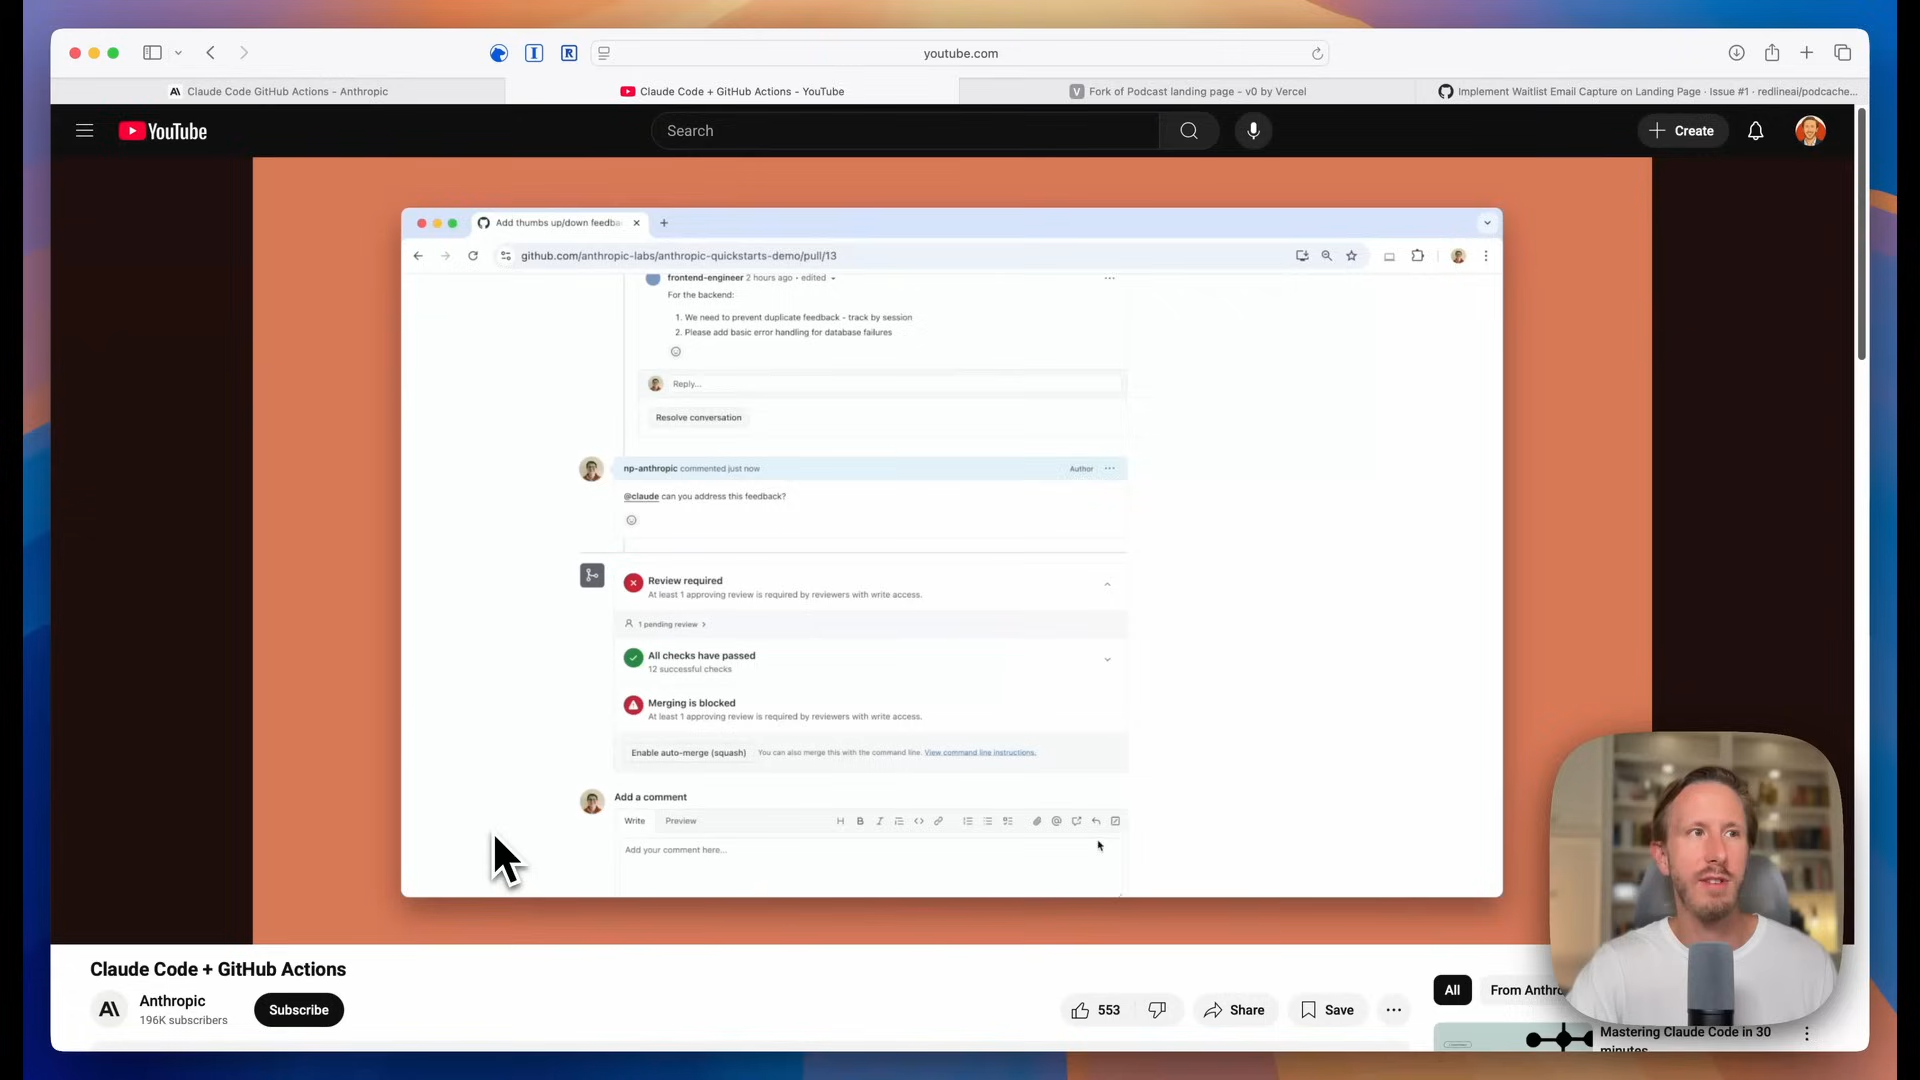 youtube.com
Claude Code GitHub Actions - Anthropic
Claude Code + GitHub Actions - YouTube
Fork of Podcast landing page - v0 by Vercel
Implement Waitlist Email Capture on Landing Page · Issue #1 · redlineai/podcache...
YouTube
Search
Create
Add thumbs up/down feedba
github.com/anthropic-labs/anthropic-quickstarts-demo/pull/13
frontend-engineer 2 hours ago • edited
For the backend:
1. We need to prevent duplicate feedback - track by session
2. Please add basic error handling for database failures
Reply...
Resolve conversation
np-anthropic commented just now
Author
@claude can you address this feedback?
Review required
At least 1 approving review is required by reviewers with write access.
1 pending review
All checks have passed
12 successful checks
Merging is blocked
At least 1 approving review is required by reviewers with write access.
Enable auto-merge (squash)
You can also merge this with the command line. View command line instructions.
Add a comment
Write
Preview
Add your comment here...
Claude Code + GitHub Actions
Anthropic
196K subscribers
Subscribe
553
Share
Save
All
From Anthro
Mastering Claude Code in 30
minutes